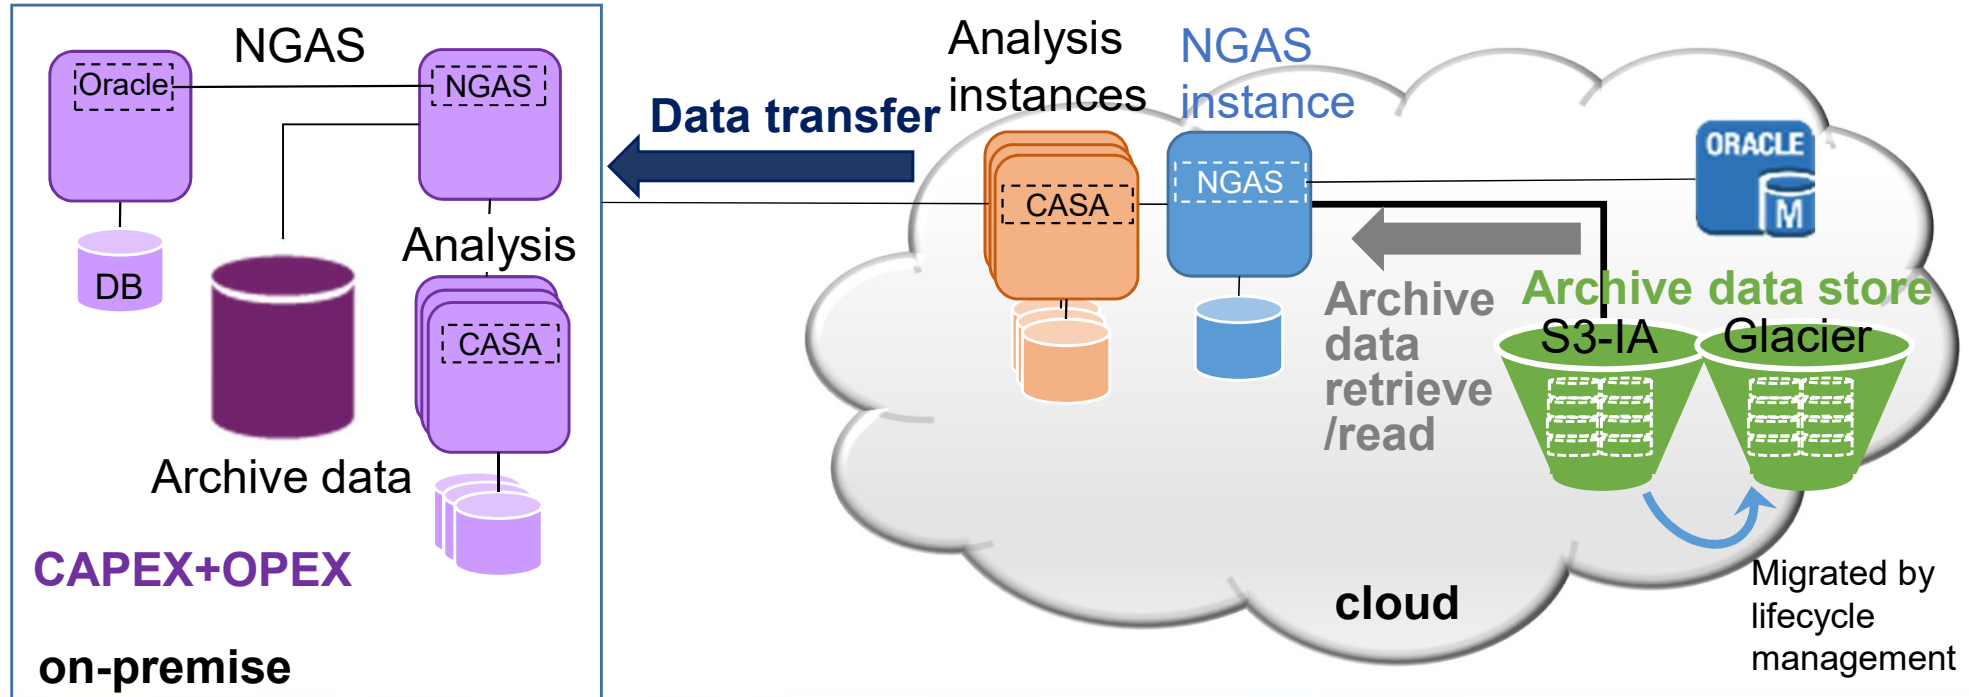 NGAS
Oracle
NGAS
DB
Analysis
CASA
Archive data
CAPEX+OPEX
on-premise
Data transfer
Analysis
instances
NGAS
instance
CASA
NGAS
ORACLE
M
Archive
data
retrieve
/read
Archive data store
S3-IA
Glacier
cloud
Migrated by
lifecycle
management